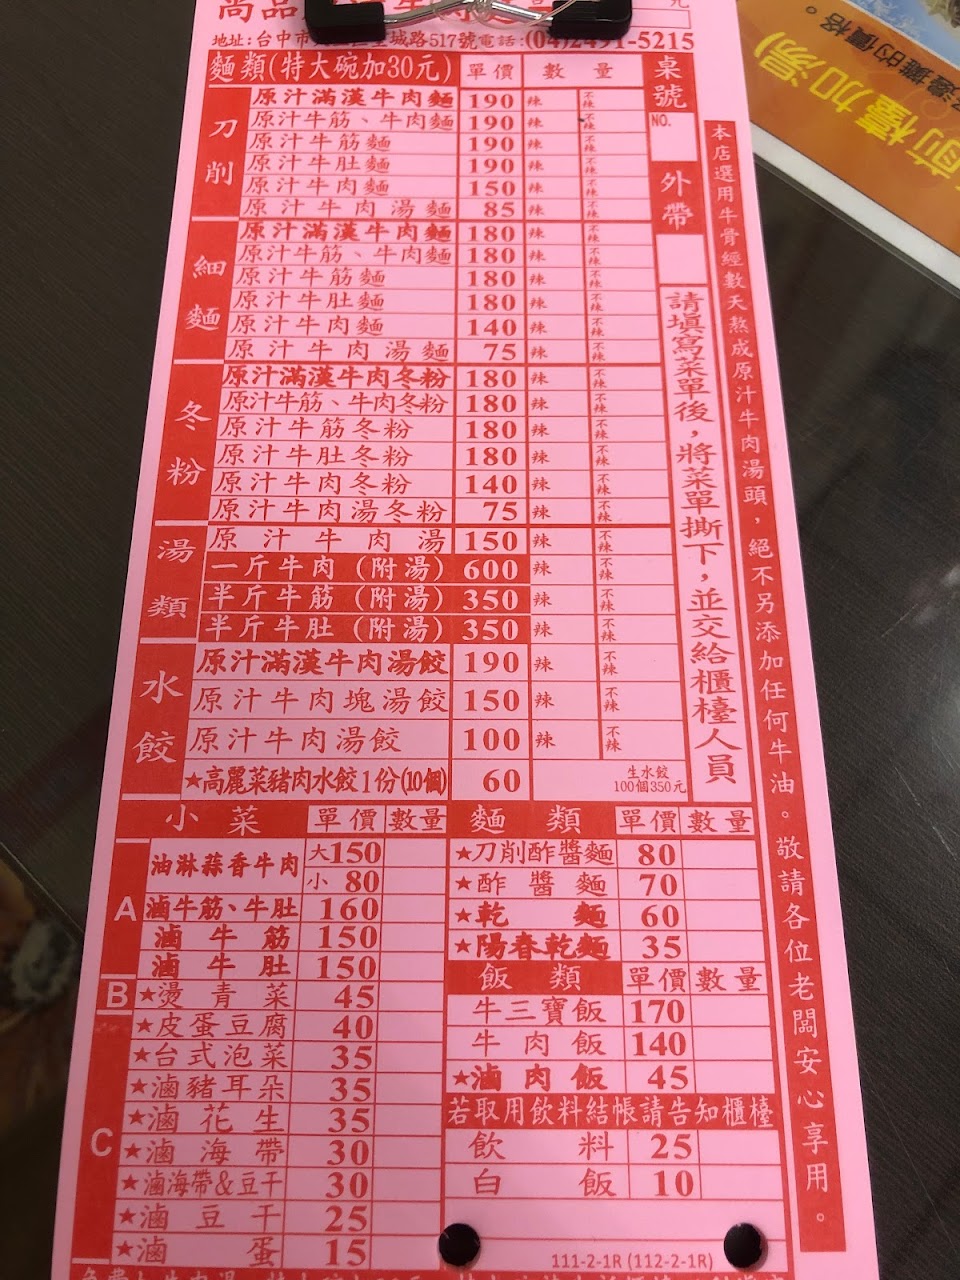 尚品
地址:台中市 城路517號電話:(04)2491-5215
麵類(特大碗加30元) 單價 數量 桌號
NO.
外帶
刀削
原汁滿漢牛肉麵 190 辣 不辣
原汁牛筋、牛肉麵 190 辣 不辣
原汁牛筋麵 190 辣 不辣
原汁牛肚麵 190 辣 不辣
原汁牛肉麵 150 辣 不辣
原汁牛肉湯麵 85 辣 不辣
細麵
原汁滿漢牛肉麵 180 辣 不辣
原汁牛筋、牛肉麵 180 辣 不辣
原汁牛筋麵 180 辣 不辣
原汁牛肚麵 180 辣 不辣
原汁牛肉麵 140 辣 不辣
原汁牛肉湯麵 75 辣 不辣
冬粉
原汁滿漢牛肉冬粉 180 辣 不辣
原汁牛筋、牛肉冬粉 180 辣 不辣
原汁牛筋冬粉 180 辣 不辣
原汁牛肚冬粉 180 辣 不辣
原汁牛肉冬粉 140 辣 不辣
原汁牛肉湯冬粉 75 辣 不辣
湯類
原汁牛肉湯 150 辣 不辣
一斤牛肉(附湯) 600 辣 不辣
半斤牛筋(附湯) 350 辣 不辣
半斤牛肚(附湯) 350 辣 不辣
水餃
原汁滿漢牛肉湯餃 190 辣 不辣
原汁牛肉塊湯餃 150 辣 不辣
原汁牛肉湯餃 100 辣 不辣
★高麗菜豬肉水餃1份(10個) 60 生水餃100個350元
請填寫菜單後,將菜單撕下,並交給櫃檯人員
本店選用牛骨經數天熬成原汁牛肉湯頭,絕不另添加任何牛油。敬請各位老闆安心享用。
小菜 單價 數量
A
油淋蒜香牛肉 大150
小 80
滷牛筋、牛肚 160
滷牛筋 150
滷牛肚 150
B
★燙青菜 45
C
★皮蛋豆腐 40
★台式泡菜 35
★滷豬耳朵 35
★滷花生 35
★滷海帶 30
★滷海帶&豆干 30
★滷豆干 25
★滷蛋 15
麵類 單價 數量
★刀削酢醬麵 80
★酢醬麵 70
★乾麵 60
★陽春乾麵 35
飯類 單價 數量
牛三寶飯 170
牛肉飯 140
★滷肉飯 45
若取用飲料結帳請告知櫃檯
飲料 25
白飯 10
111-2-1R (112-2-1R)
前檯加湯)
的價格。